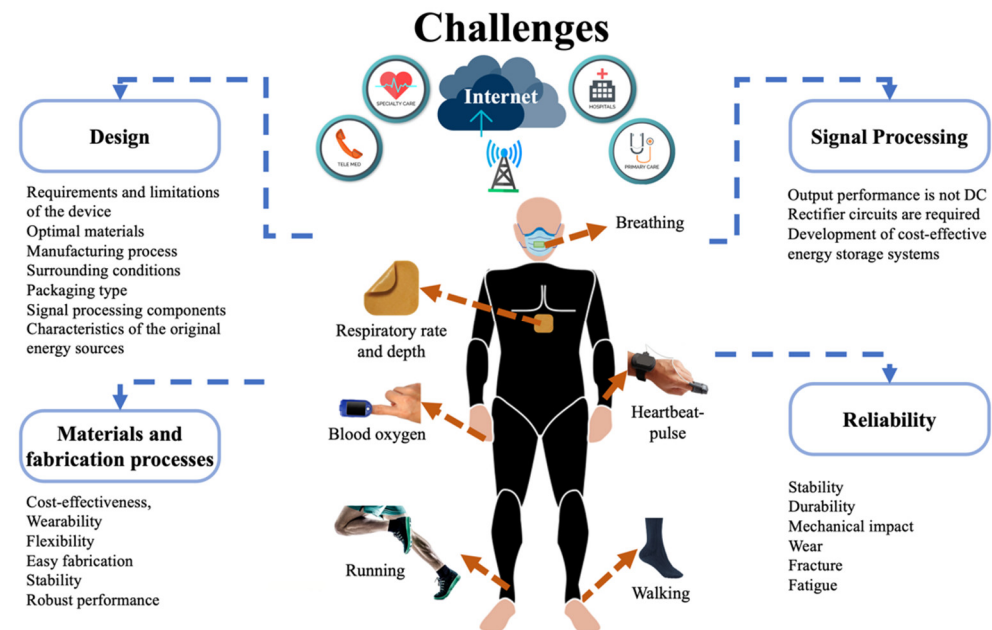 Challenges
SPECIALTY CARE
Internet
HOSPITALS
TELE MED
PRIMARY CARE
Design
Requirements and limitations
of the device
Optimal materials
Manufacturing process
Surrounding conditions
Packaging type
Signal processing components
Characteristics of the original
energy sources
Signal Processing
Output performance is not DC
Rectifier circuits are required
Development of cost-effective
energy storage systems
Breathing
Respiratory rate
and depth
Blood oxygen
Heartbeat-
pulse
Materials and
fabrication processes
Cost-effectiveness,
Wearability
Flexibility
Easy fabrication
Stability
Robust performance
Reliability
Stability
Durability
Mechanical impact
Wear
Fracture
Fatigue
Running
Walking